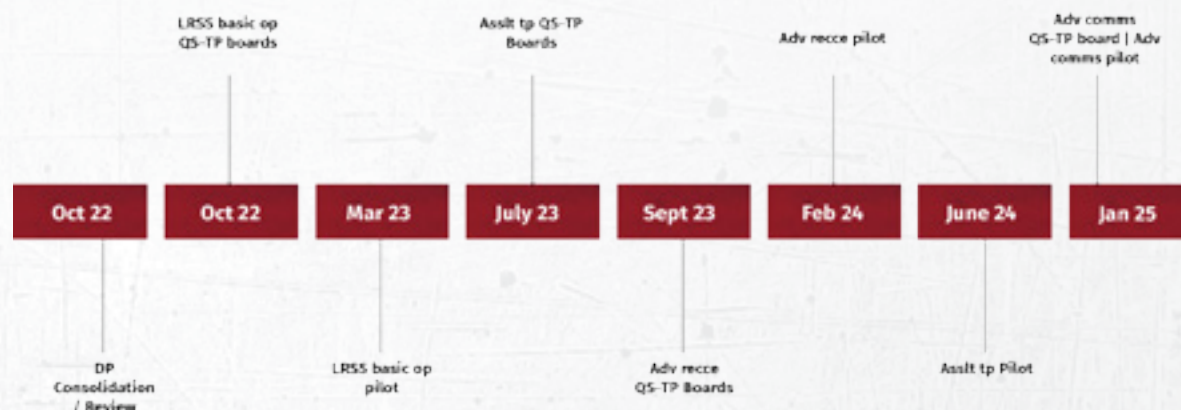 LRSS basic op
QS-TP boards
Asslt tp QS-TP
Boards
Adv recce pilot
Adv comms
QS-TP board | Adv
comms pilot
Oct 22
Oct 22
Mar 23
July 23
Sept 23
Feb 24
June 24
Jan 25
DP
Consolidation
/ Review
LRSS basic op
pilot
Adv recce
QS-TP Boards
Asslt tp Pilot